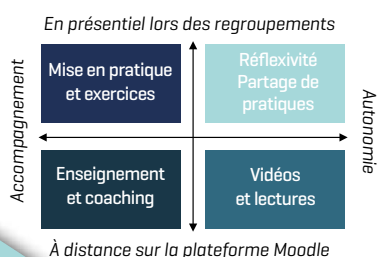 En présentiel lors des regroupements
Accompagnement
Mise en pratique
et exercices
Réflexivité
Partage de
pratiques
Autonomie
Enseignement
et coaching
Vidéos
et lectures
À distance sur la plateforme Moodle